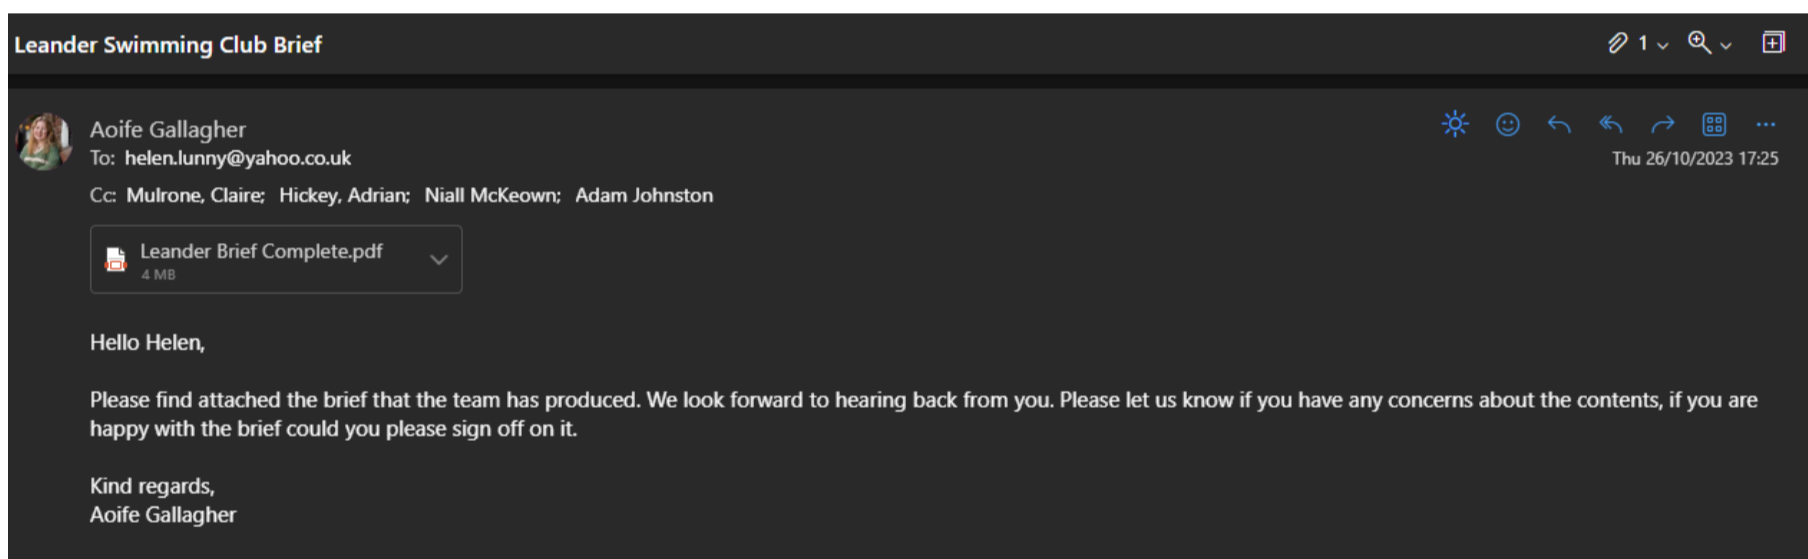 Leander Swimming Club Brief
1
Aoife Gallagher
To: helen.lunny@yahoo.co.uk
Thu 26/10/2023 17:25
Cc: Mulrone, Claire; Hickey, Adrian; Niall McKeown; Adam Johnston
Leander Brief Complete.pdf
4 MB
Hello Helen,
Please find attached the brief that the team has produced. We look forward to hearing back from you. Please let us know if you have any concerns about the contents, if you are
happy with the brief could you please sign off on it.
Kind regards,
Aoife Gallagher